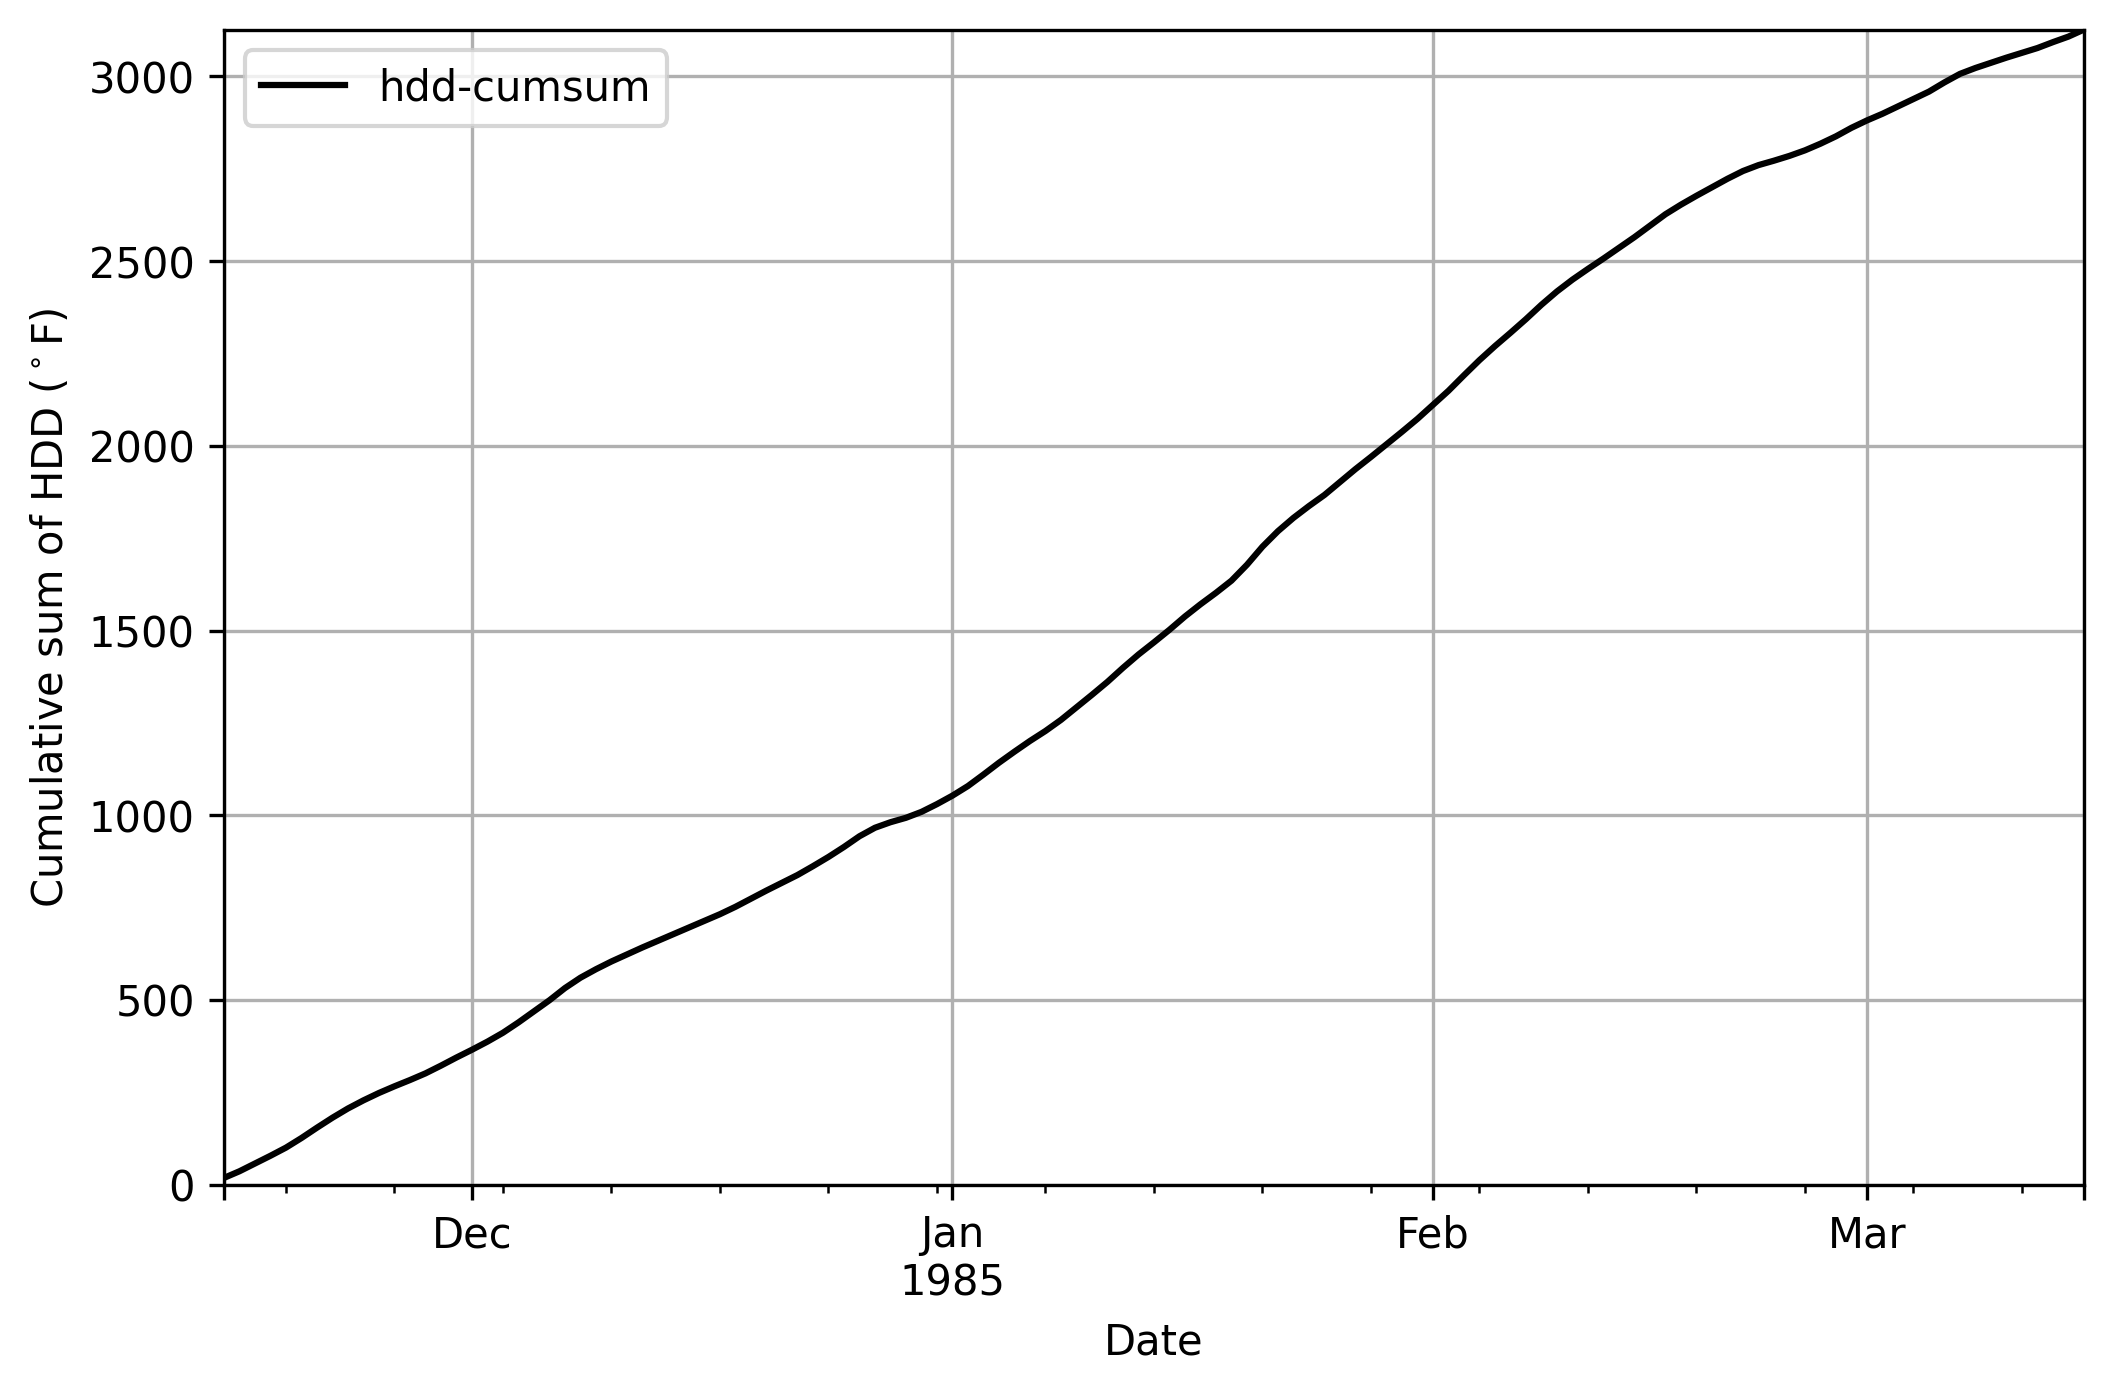 hdd-cumsum
3000
2500
2000
1500
1000
500
0
Cumulative sum of HDD (°F)
Dec
Jan
1985
Feb
Mar
Date